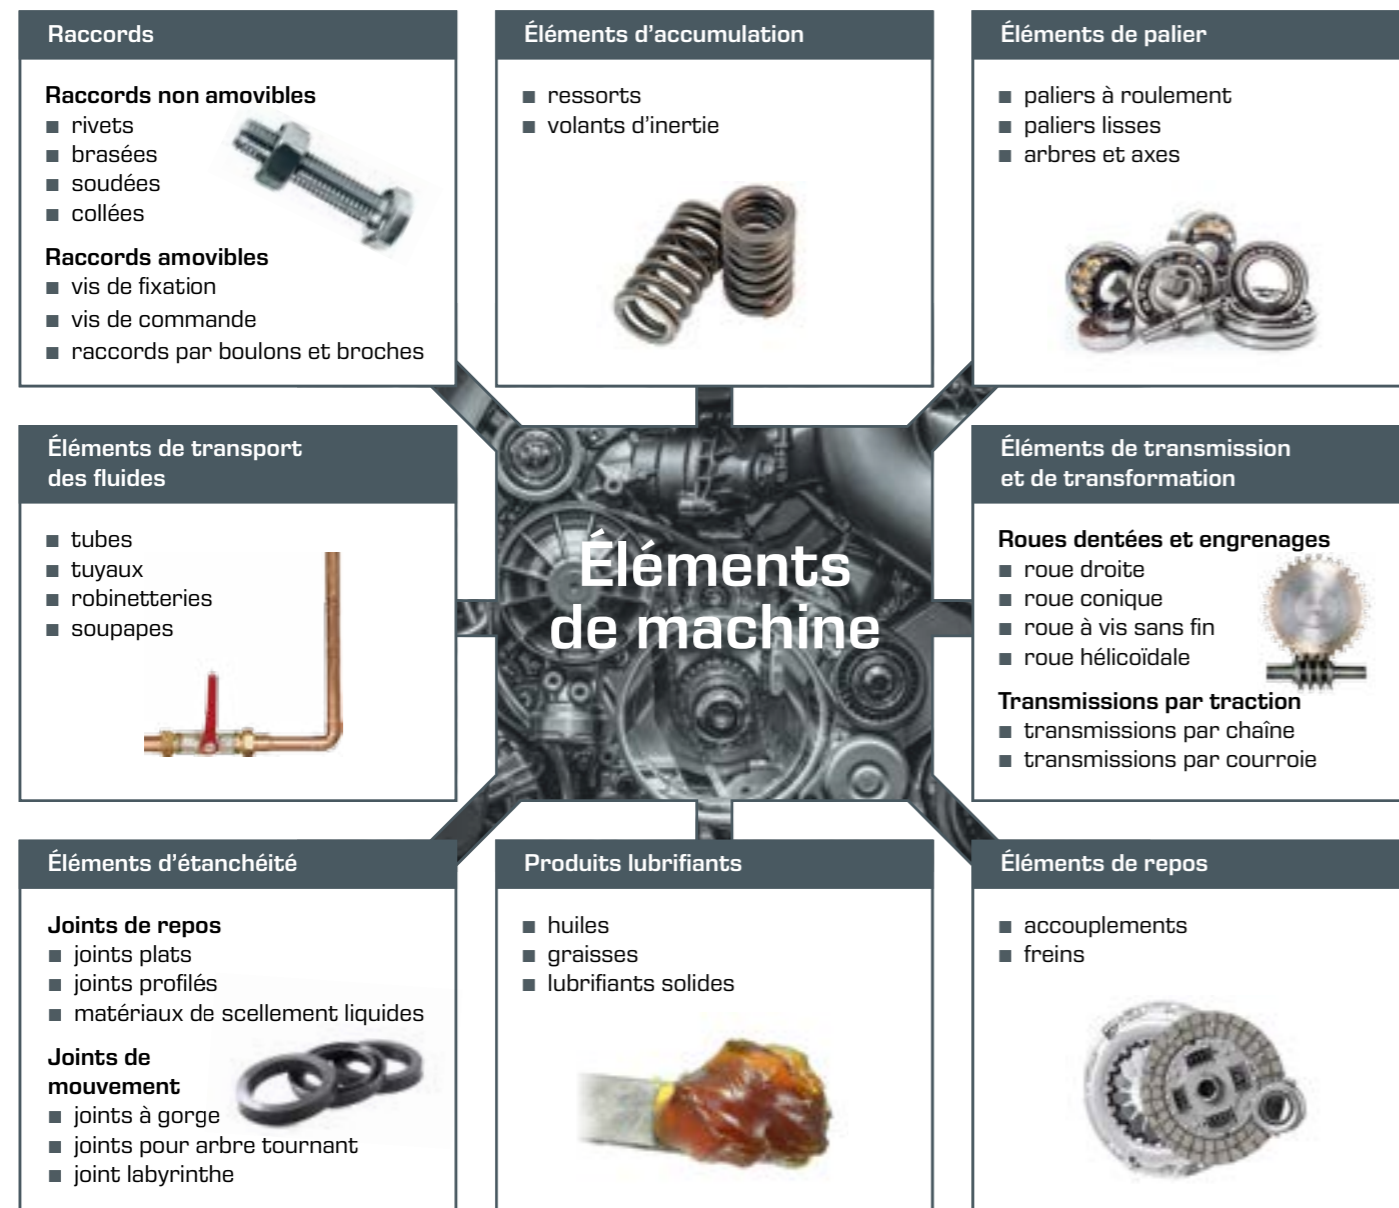 Raccords
Raccords non amovibles
■ rivets
■ brasées
■ soudées
■ collées
Raccords amovibles
■ vis de fixation
■ vis de commande
■ raccords par boulons et broches
Éléments d'accumulation
■ ressorts
■ volants d'inertie
Éléments de palier
■ paliers à roulement
■ paliers lisses
■ arbres et axes
Éléments de transport
des fluides
■ tubes
■ tuyaux
■ robinetteries
■ soupapes
Éléments
de machine
Éléments de transmission
et de transformation
Roues dentées et engrenages
■ roue droite
■ roue conique
■ roue à vis sans fin
■ roue hélicoïdale
Transmissions par traction
■ transmissions par chaîne
■ transmissions par courroie
Éléments d'étanchéité
Joints de repos
■ joints plats
■ joints profilés
■ matériaux de scellement liquides
Joints de
mouvement
■ joints à gorge
■ joints pour arbre tournant
■ joint labyrinthe
Produits lubrifiants
■ huiles
■ graisses
■ lubrifiants solides
Éléments de repos
■ accouplements
■ freins